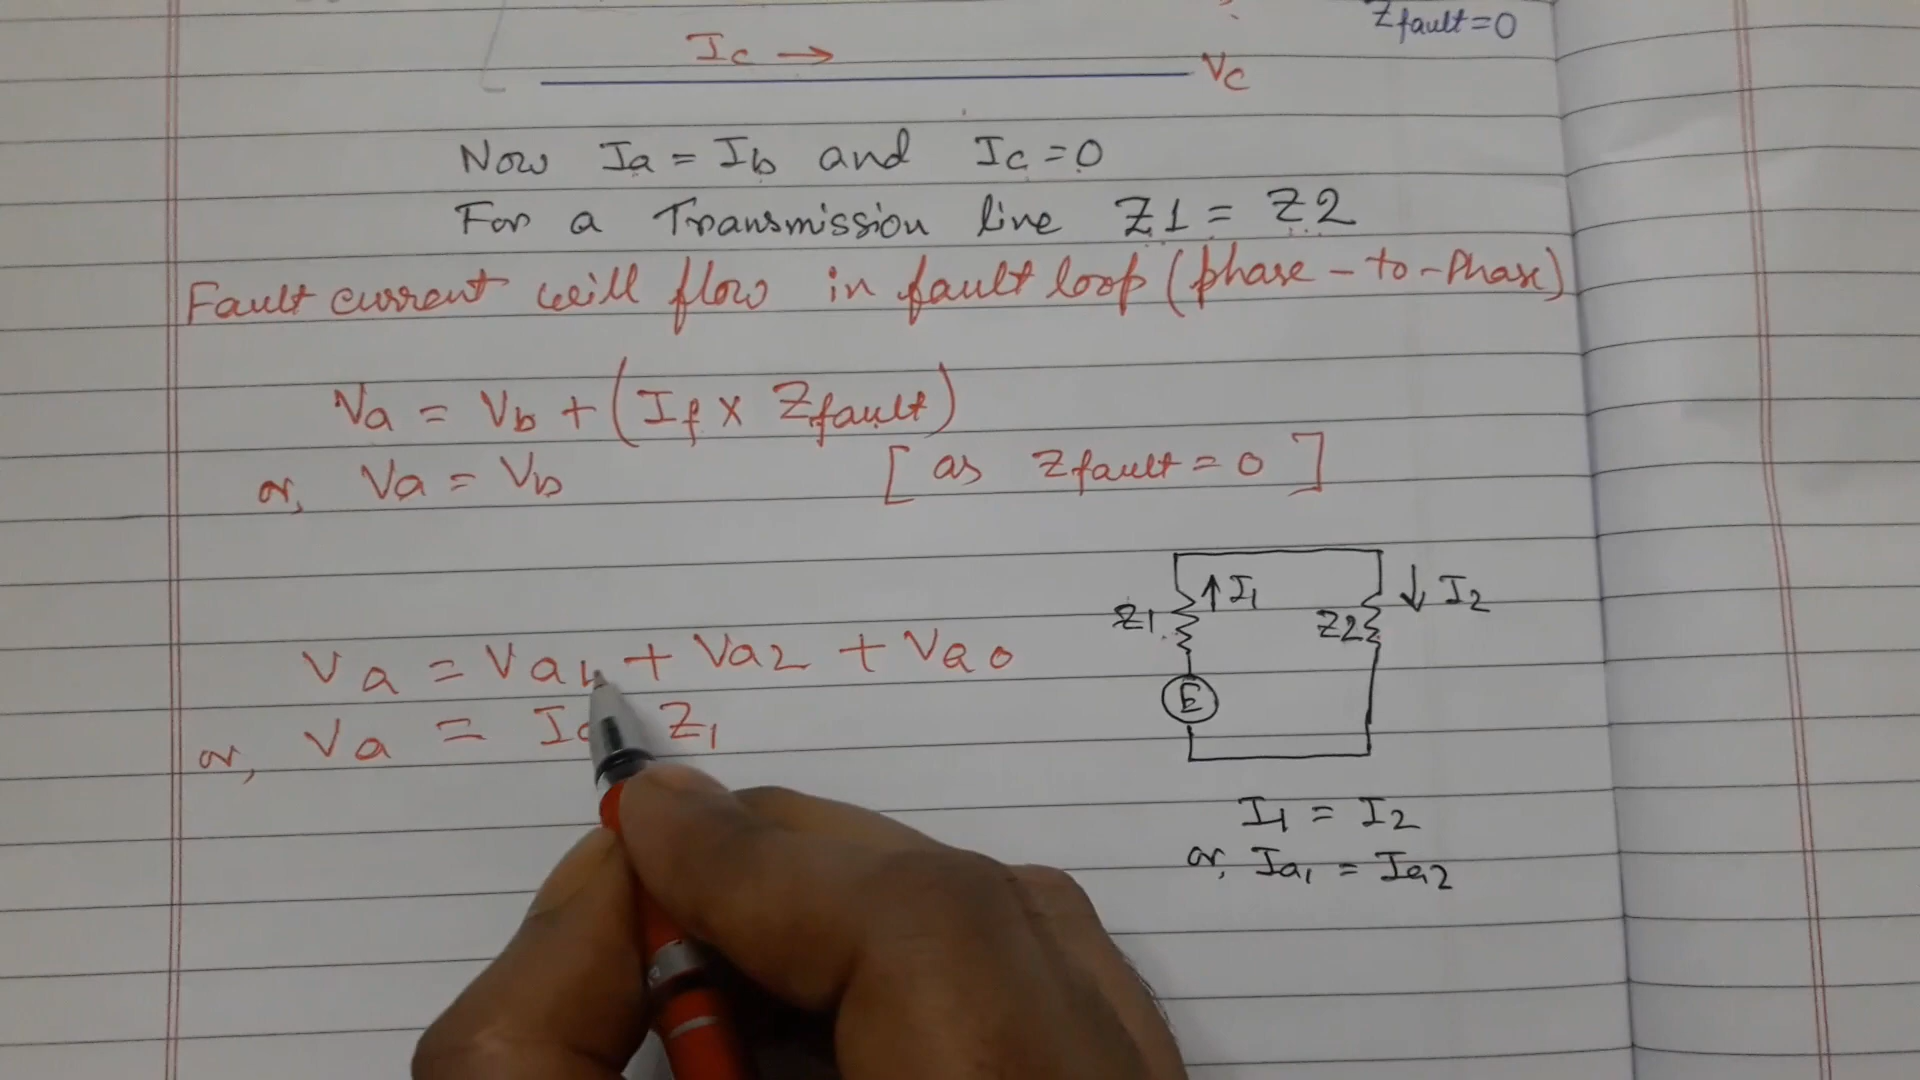 Zfault=0
Ic →
Vc
Now Ia = Ib and Ic = 0
For a Transmission line Z1 = Z2
Fault current will flow in fault loop (phase-to-Phase)
Va = Vb + (If x Zfault)
or, Va = Vb [as Zfault = 0]
↑I1
↓ I2
Z1
Z2
E
Va = Va1 + Va2 + Va0
or, Va = Z1
I1 = I2
or, Ia1 = Ia2